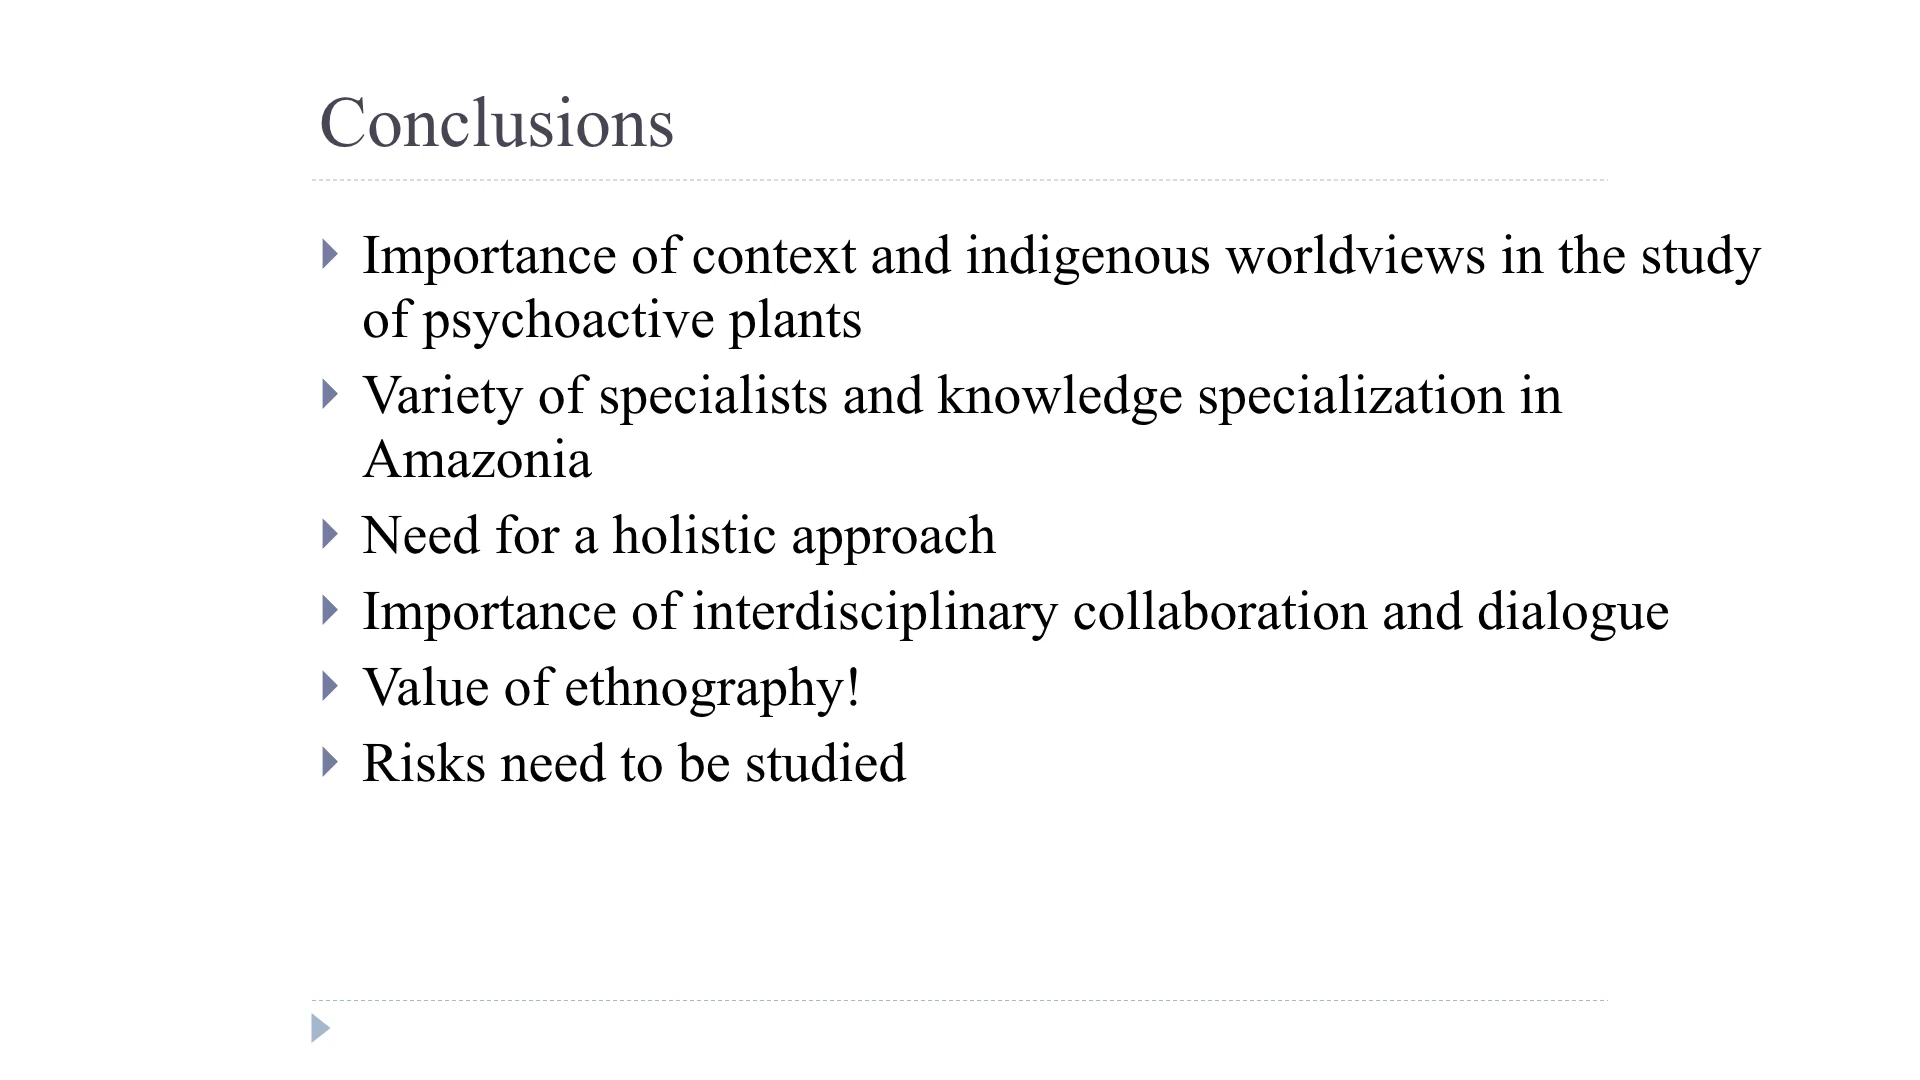 Conclusions
Importance of context and indigenous worldviews in the study
of psychoactive plants
Variety of specialists and knowledge specialization in
Amazonia
Need for a holistic approach
Importance of interdisciplinary collaboration and dialogue
Value of ethnography!
Risks need to be studied